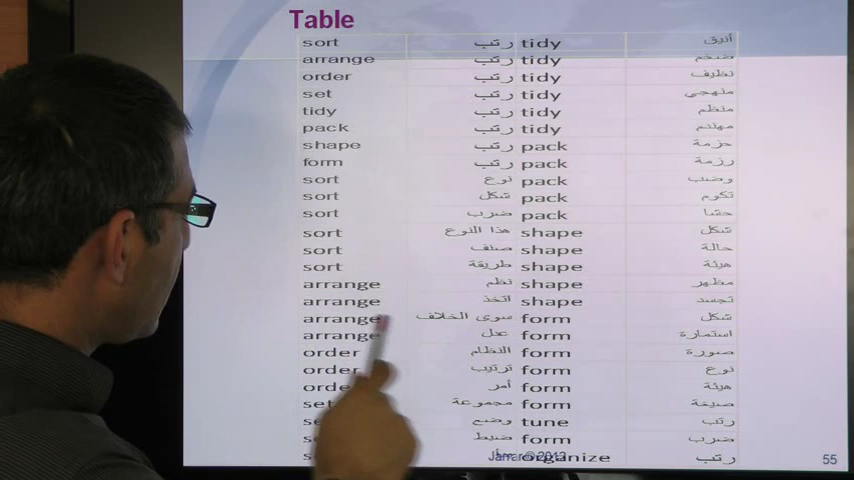 Table
sort رتب tidy أنيق
arrange رتب tidy ضخم
order رتب tidy نظيف
set رتب tidy منهجي
tidy رتب tidy منظم
pack رتب tidy مهندم
shape رتب pack حزمة
form رتب pack رزمة
sort نوع pack وضب
sort شكل pack تكوم
sort ضرب pack حشا
sort هذا النوع shape شكل
sort صنف shape حالة
sort طريقة shape هيئة
arrange نظم shape مظهر
arrange اتخذ shape تجسد
arrange سوى الخلاف form شكل
arrange عدل form استمارة
order النظام form صورة
order ترتيب form نوع
order أمر form هيئة
set مجموعة form صيغة
وضع tune رتب
ضبط form ضرب
organize رتب
Jarrar © 2013
55